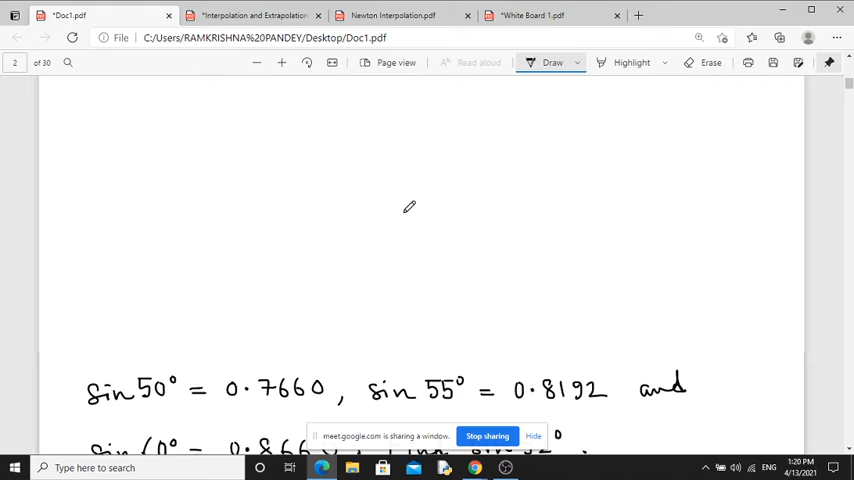 *Doc1.pdf
*Interpolation and Extrapolation
Newton Interpolation.pdf
*White Board 1.pdf
File
C:/Users/RAMKRISHNA%20PANDEY/Desktop/Doc1.pdf
2 of 30
Page view
Read aloud
Draw
Highlight
Erase
sin 50° = 0.7660, sin 55° = 0.8192 and
meet.google.com is sharing a window.
Stop sharing
Hide
Type here to search
ENG
1:20 PM
4/13/2021